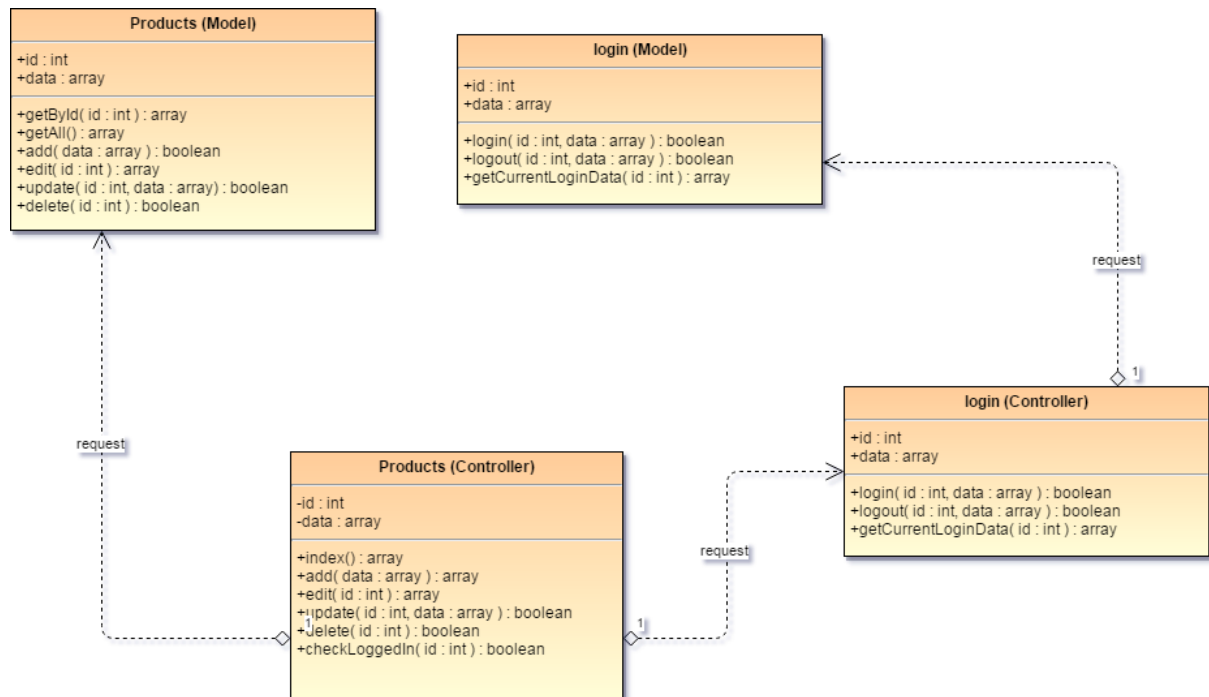 Products (Model)
+id : int
+data : array
+getById( id : int ) : array
+getAll() : array
+add( data : array ) : boolean
+edit( id : int ) : array
+update( id : int, data : array) : boolean
+delete( id : int ) : boolean
login (Model)
+id : int
+data : array
+login( id : int, data : array ) : boolean
+logout( id : int, data : array ) : boolean
+getCurrentLoginData( id : int ) : array
request
1
login (Controller)
+id : int
+data : array
+login( id : int, data : array ) : boolean
+logout( id : int, data : array ) : boolean
+getCurrentLoginData( id : int ) : array
request
Products (Controller)
-id : int
-data : array
+index() : array
+add( data : array ) : array
+edit( id : int ) : array
+update( id : int, data : array ) : boolean
1
+delete( id : int ) : boolean
+checkLoggedIn( id : int ) : boolean
request
1